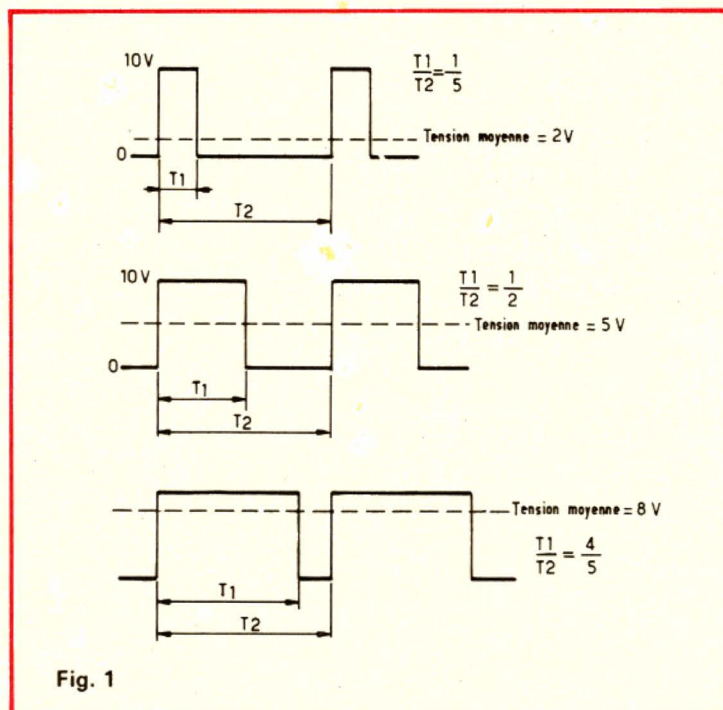 10V
T1/T2 = 1/5
Tension moyenne = 2V
0
T1
T2
10V
T1/T2 = 1/2
Tension moyenne = 5 V
0
T1
T2
Tension moyenne = 8 V
T1/T2 = 4/5
T1
T2
Fig. 1